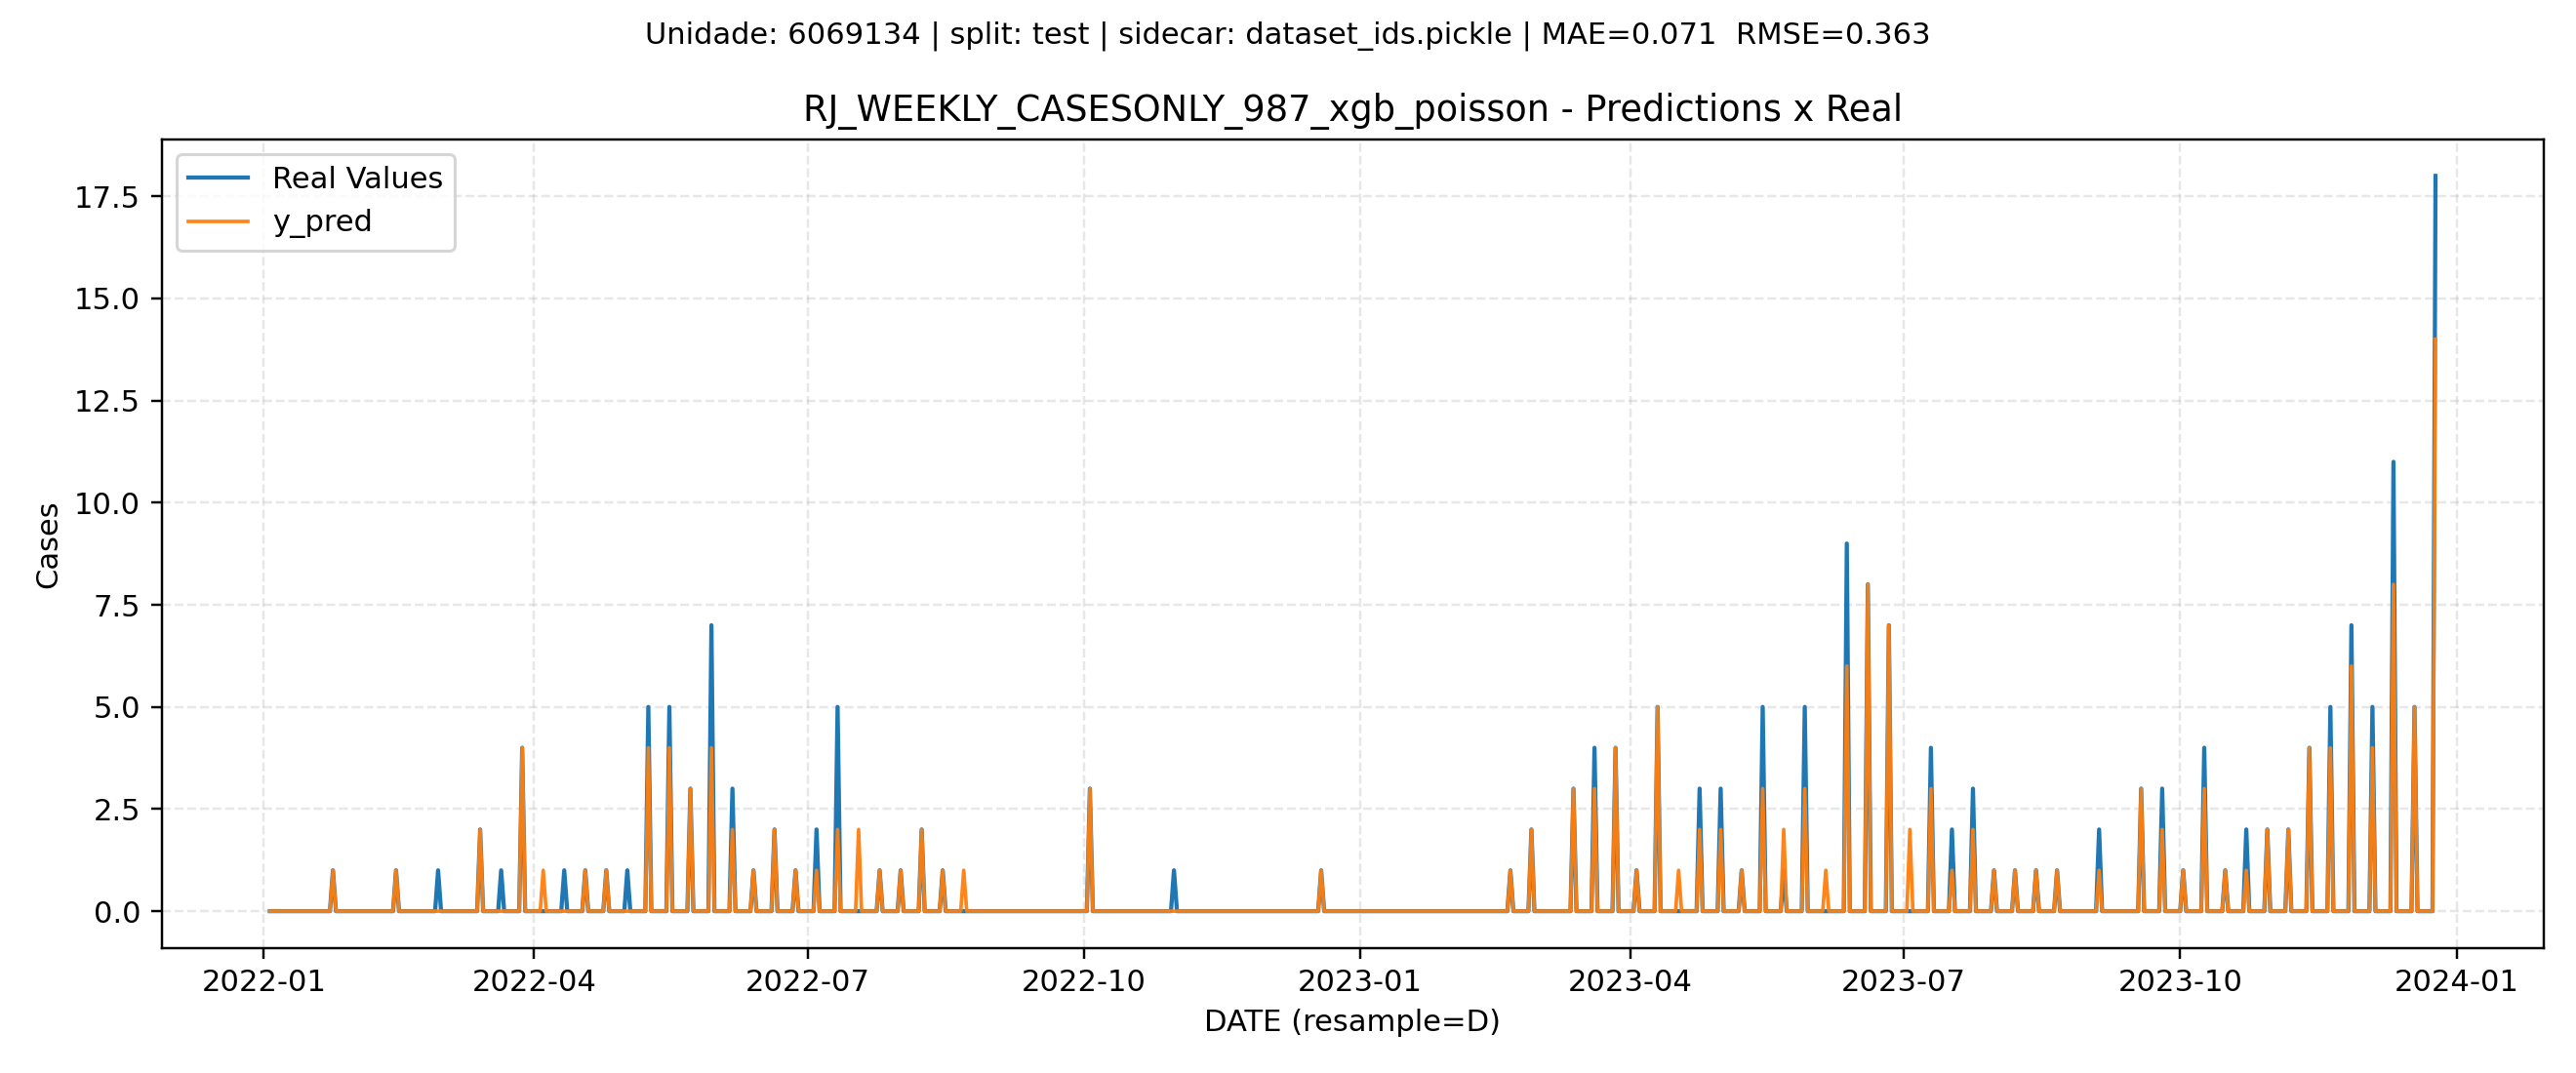 Unidade: 6069134 | split: test | sidecar: dataset_ids.pickle | MAE=0.071  RMSE=0.363
RJ_WEEKLY_CASESONLY_987_xgb_poisson - Predictions x Real
Real Values
y_pred
17.5
15.0
12.5
10.0
7.5
5.0
2.5
0.0
Cases
2022-01 2022-04 2022-07 2022-10 2023-01 2023-04 2023-07 2023-10 2024-01
DATE (resample=D)